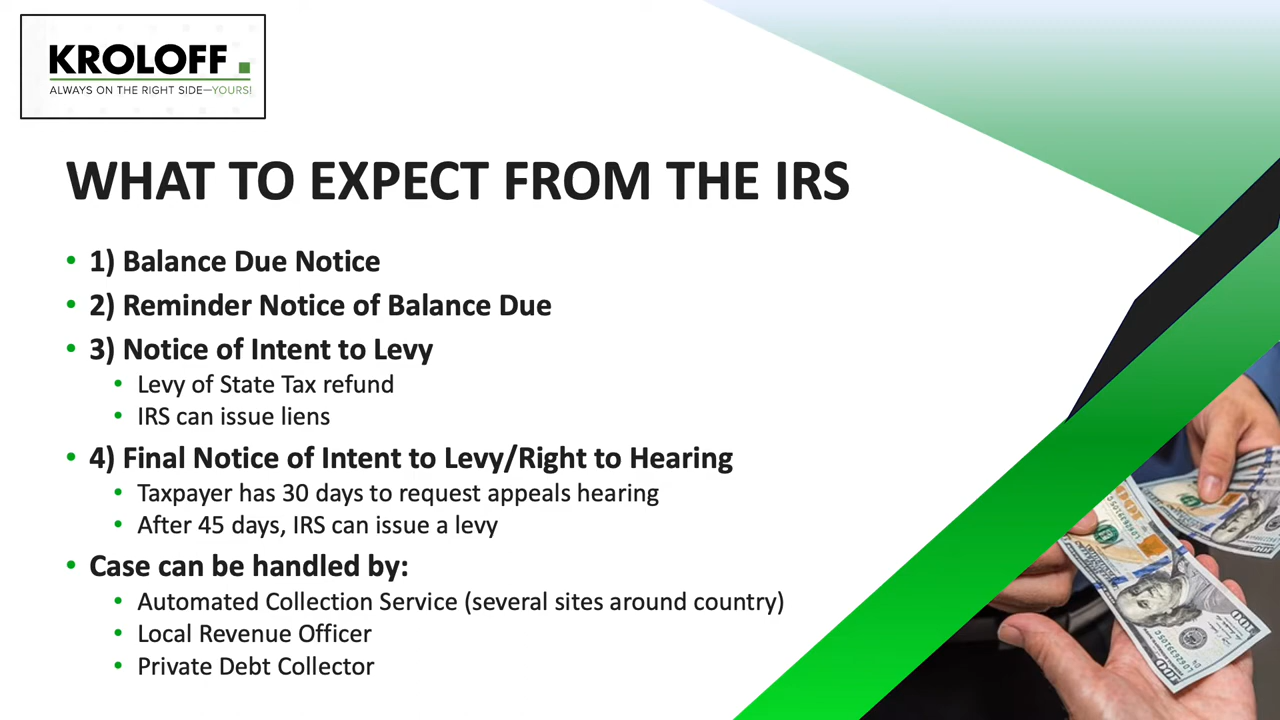 KROLOFF
ALWAYS ON THE RIGHT SIDE—YOURS!
WHAT TO EXPECT FROM THE IRS
• 1) Balance Due Notice
• 2) Reminder Notice of Balance Due
• 3) Notice of Intent to Levy
• Levy of State Tax refund
• IRS can issue liens
• 4) Final Notice of Intent to Levy/Right to Hearing
• Taxpayer has 30 days to request appeals hearing
• After 45 days, IRS can issue a levy
• Case can be handled by:
• Automated Collection Service (several sites around country)
• Local Revenue Officer
• Private Debt Collector
100
100